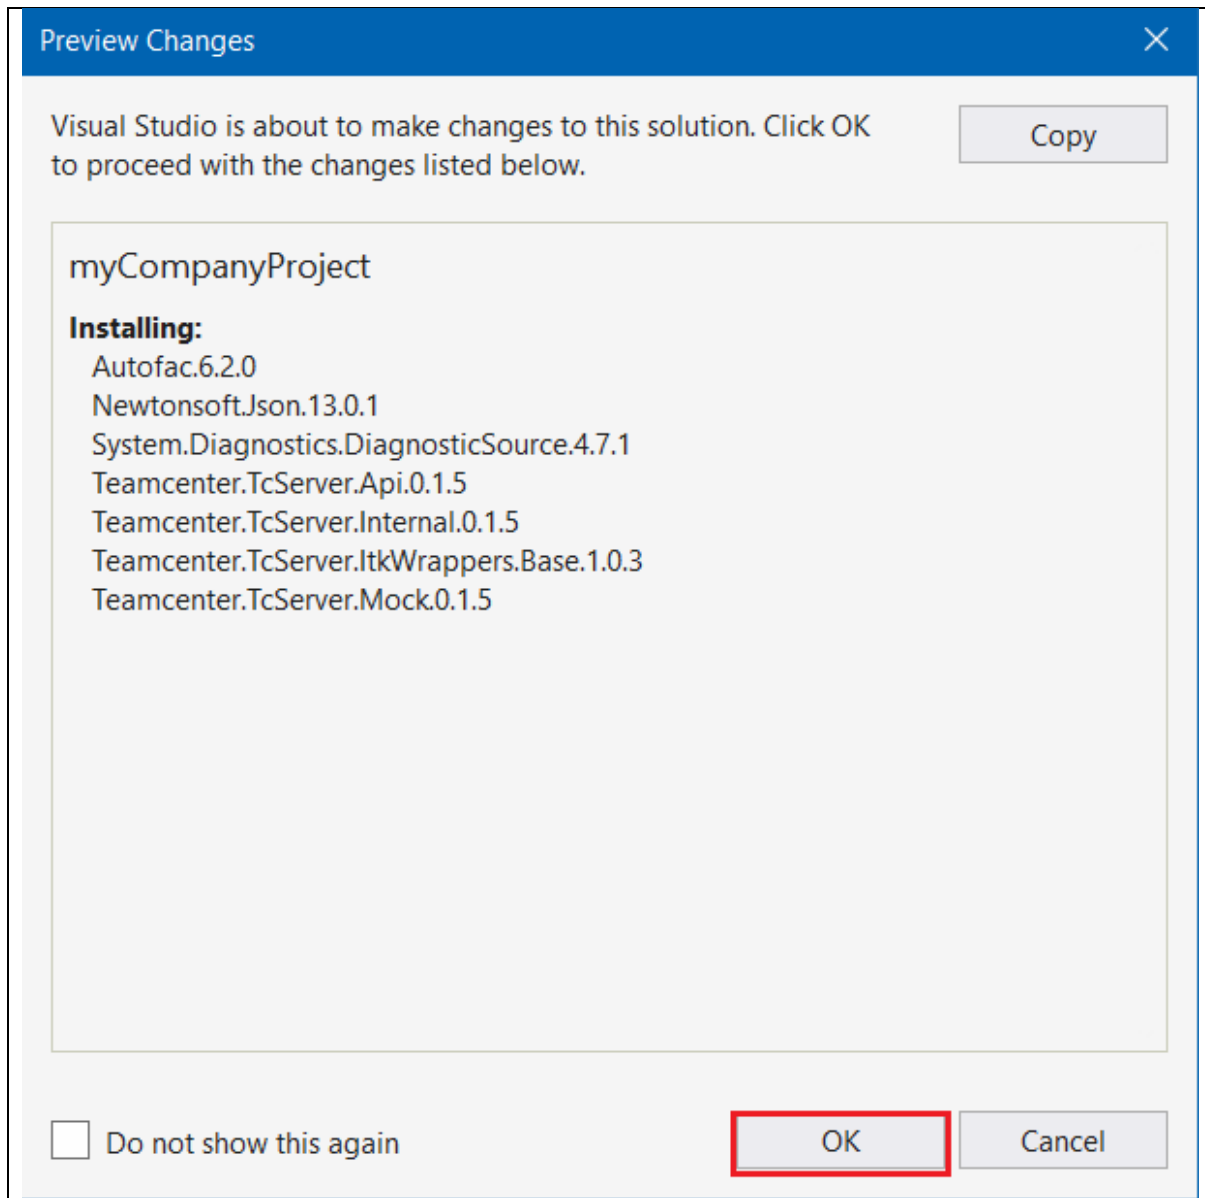 Preview Changes
Visual Studio is about to make changes to this solution. Click OK
to proceed with the changes listed below.
Copy
myCompanyProject
Installing:
Autofac.6.2.0
Newtonsoft.Json.13.0.1
System.Diagnostics.DiagnosticSource.4.7.1
Teamcenter.TcServer.Api.0.1.5
Teamcenter.TcServer.Internal.0.1.5
Teamcenter.TcServer.ItkWrappers.Base.1.0.3
Teamcenter.TcServer.Mock.0.1.5
Do not show this again
OK
Cancel